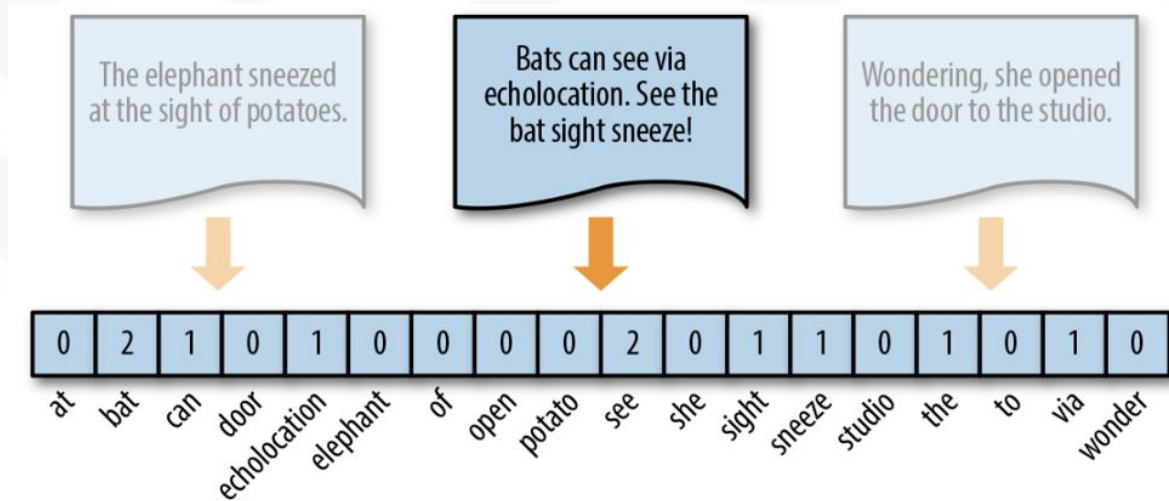 The elephant sneezed
at the sight of potatoes.
Bats can see via
echolocation. See the
bat sight sneeze!
Wondering, she opened
the door to the studio.
0 2 1 0 1 0 0 0 0 2 0 1 1 0 1 0 1 0
at bat can door echolocation elephant of open potato see she sight sneeze studio the to via wonder